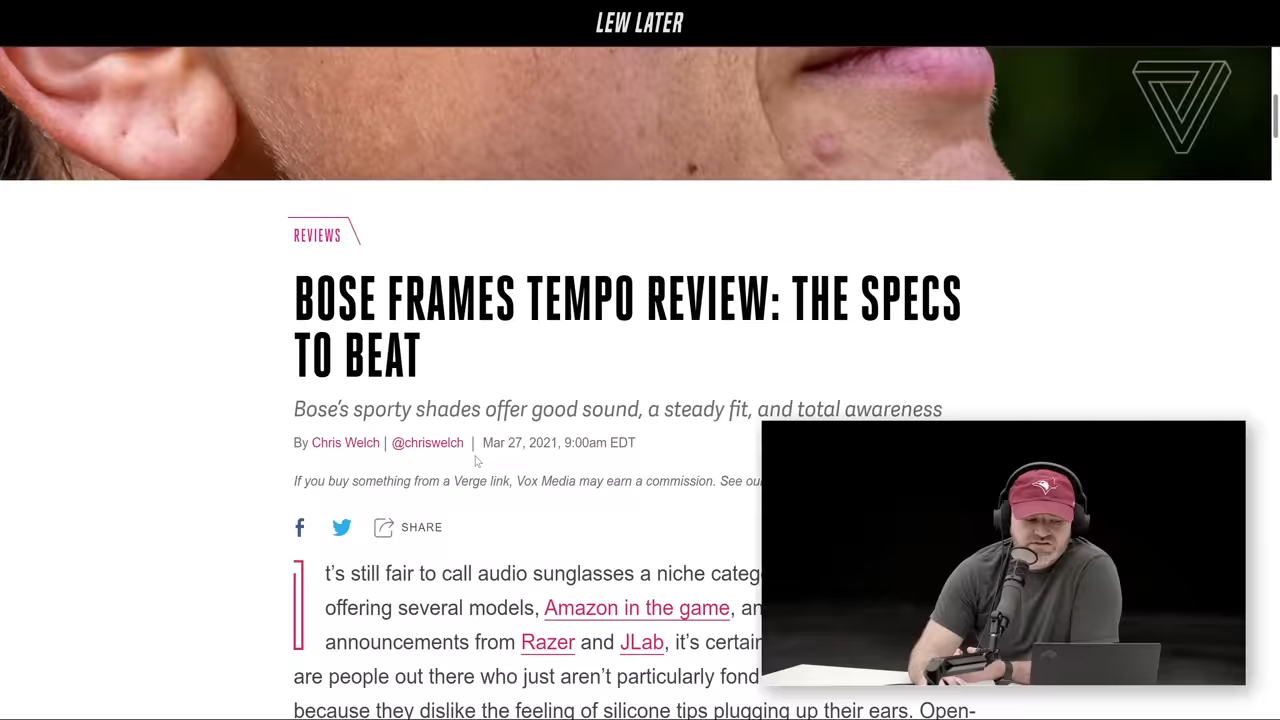 LEW LATER
REVIEWS
BOSE FRAMES TEMPO REVIEW: THE SPECS
TO BEAT
Bose’s sporty shades offer good sound, a steady fit, and total awareness
By Chris Welch | @chriswelch | Mar 27, 2021, 9:00am EDT
If you buy something from a Verge link, Vox Media may earn a commission. See
SHARE
It’s still fair to call audio sunglasses a niche
offering several models, Amazon in the game,
announcements from Razer and JLab, it’s
are people out there who just aren’t particularly fond
because they dislike the feeling of silicone tips plugging up their ears. Open-